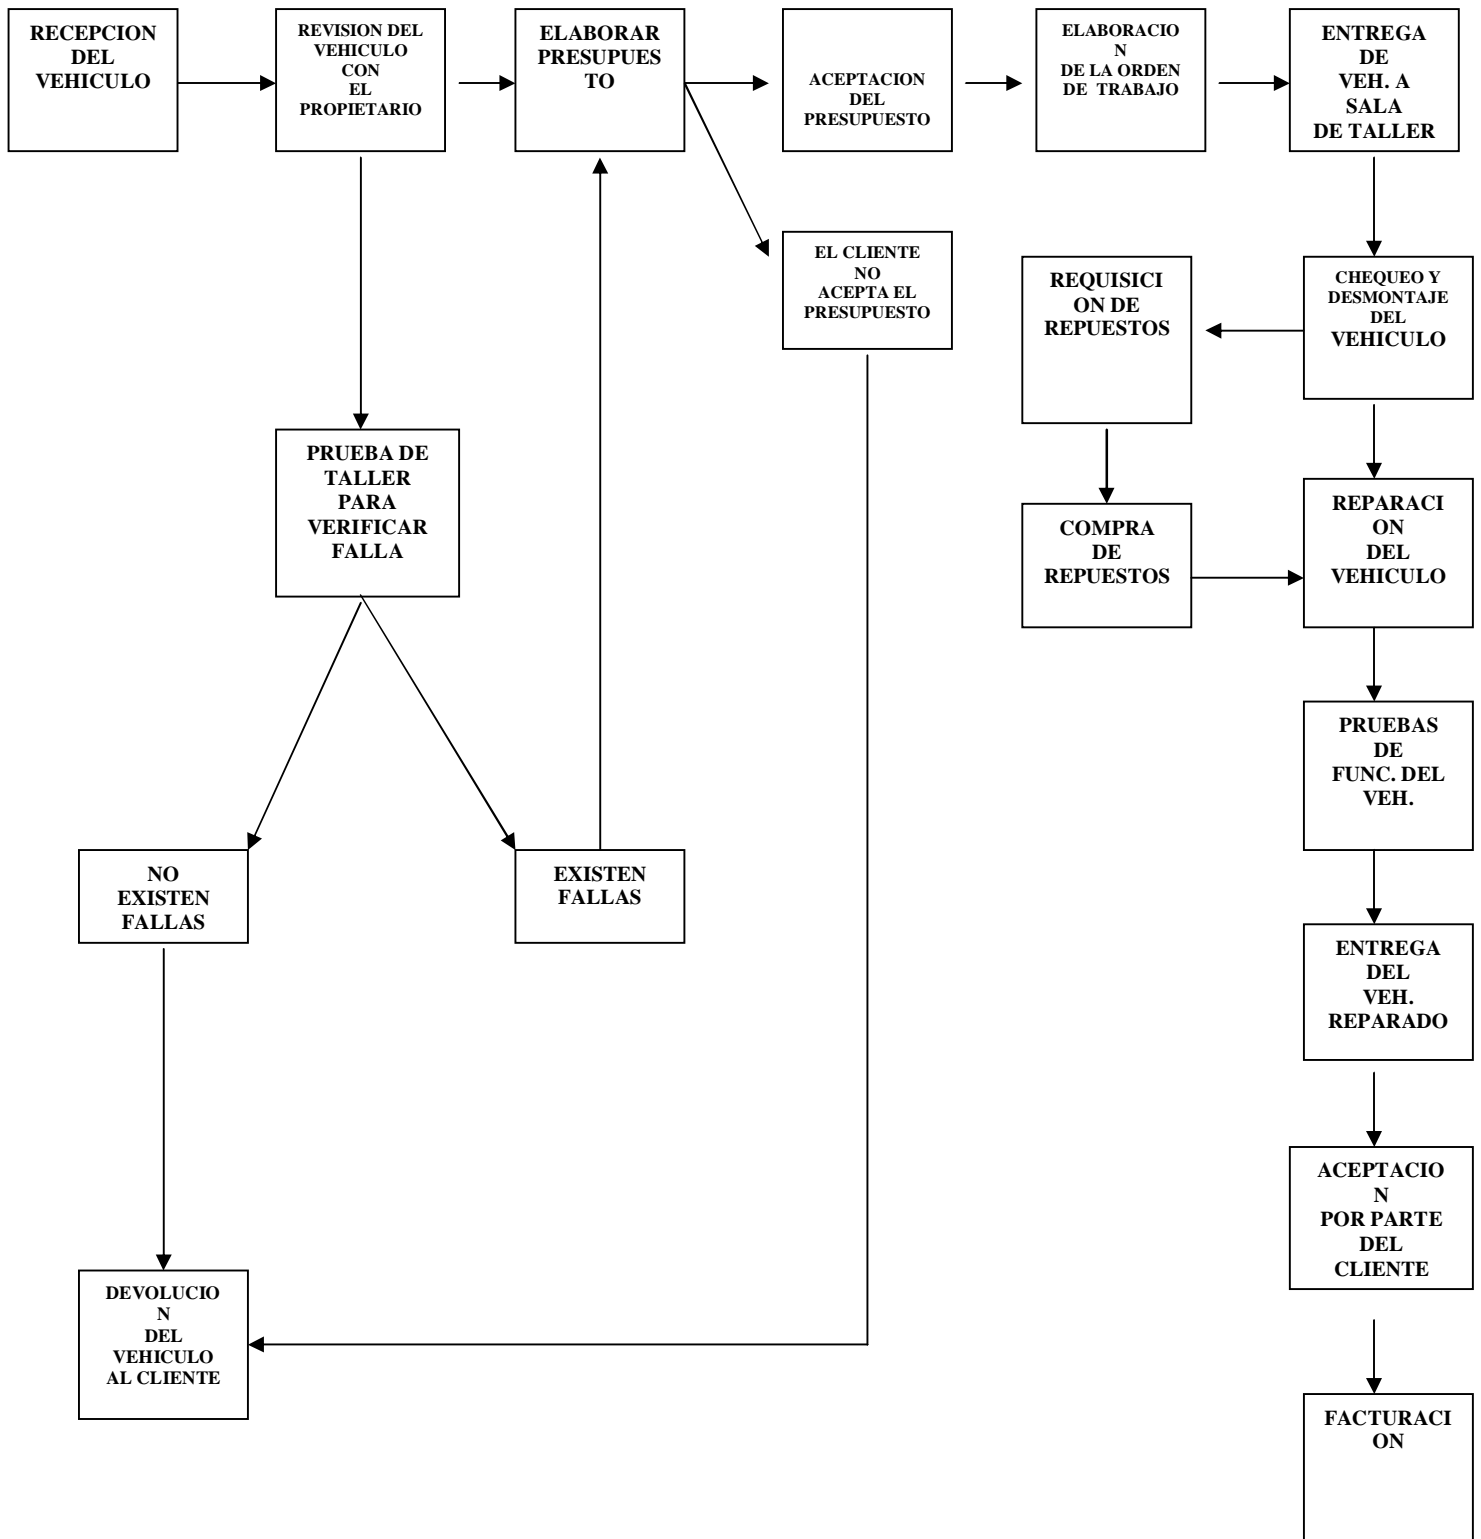 RECEPCION
DEL
VEHICULO
REVISION DEL
VEHICULO
CON
EL
PROPIETARIO
ELABORAR
PRESUPUES
TO
ACEPTACION
DEL
PRESUPUESTO
ELABORACIO
N
DE LA ORDEN
DE TRABAJO
ENTREGA
DE
VEH. A
SALA
DE TALLER
EL CLIENTE
NO
ACEPTA EL
PRESUPUESTO
REQUISICI
ON DE
REPUESTOS
CHEQUEO Y
DESMONTAJE
DEL
VEHICULO
PRUEBA DE
TALLER
PARA
VERIFICAR
FALLA
COMPRA
DE
REPUESTOS
REPARACI
ON
DEL
VEHICULO
PRUEBAS
DE
FUNC. DEL
VEH.
NO
EXISTEN
FALLAS
EXISTEN
FALLAS
ENTREGA
DEL
VEH.
REPARADO
ACEPTACIO
N
POR PARTE
DEL
CLIENTE
DEVOLUCIO
N
DEL
VEHICULO
AL CLIENTE
FACTURACI
ON